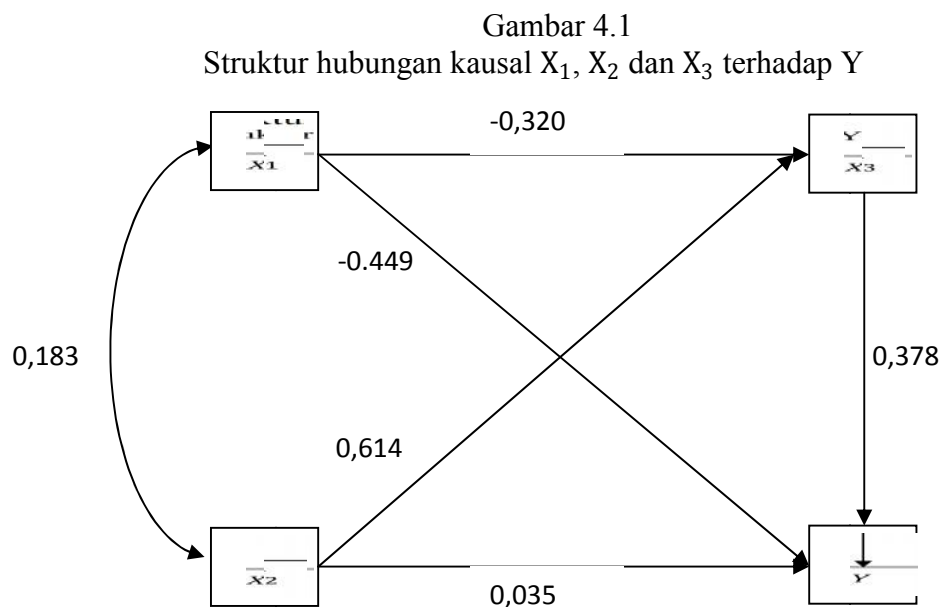 Gambar 4.1
Struktur hubungan kausal X₁, X₂ dan X₃ terhadap Y
-0,320
X1
Y
X3
-0.449
0,183
0,378
0,614
X2
0,035
Y